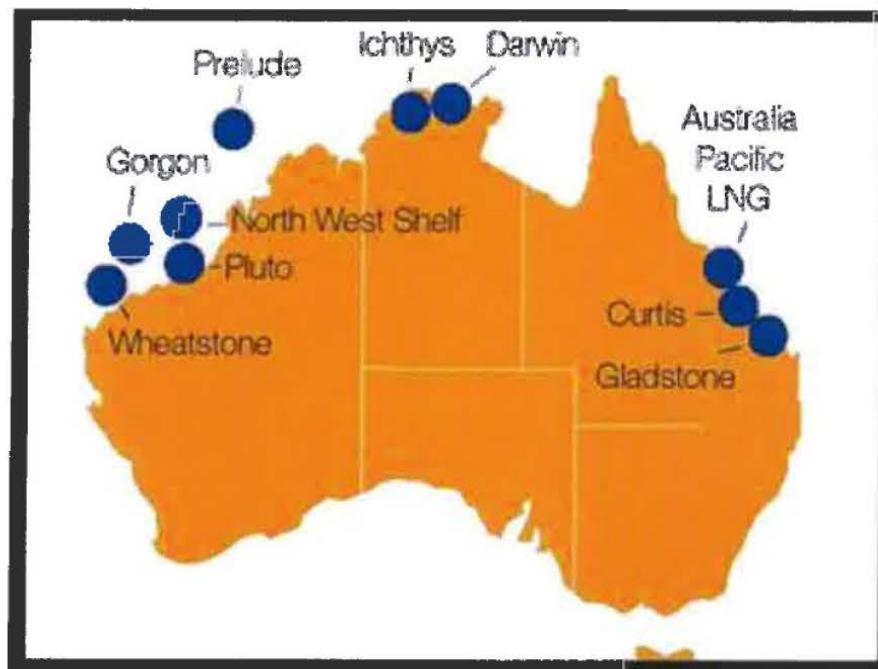 Ichthys Darwin
Prelude
Australia
Pacific
LNG
Gorgon
North West Shelf
Pluto
Curtis
Wheatstone
Gladstone